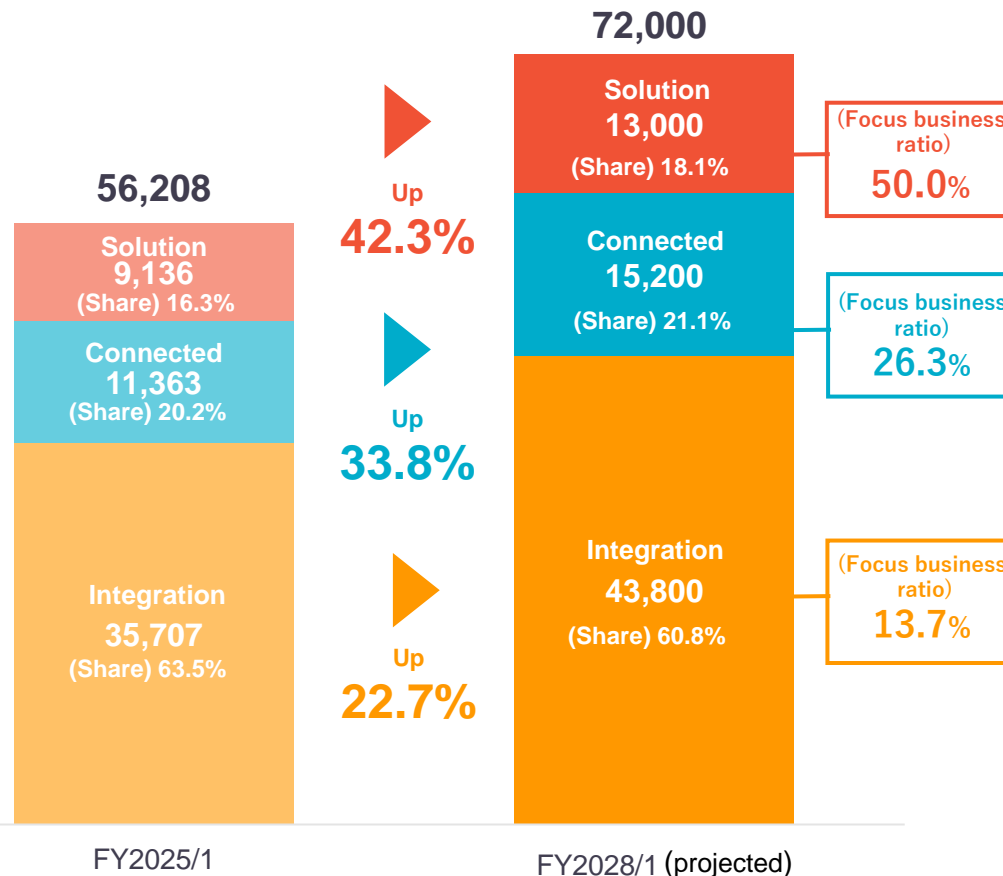 56,208
Solution
9,136
(Share) 16.3%
Connected
11,363
(Share) 20.2%
Integration
35,707
(Share) 63.5%
FY2025/1
Up
42.3%
Up
33.8%
Up
22.7%
72,000
Solution
13,000
(Share) 18.1%
Connected
15,200
(Share) 21.1%
Integration
43,800
(Share) 60.8%
FY2028/1 (projected)
(Focus business
ratio)
50.0%
(Focus business
ratio)
26.3%
(Focus business
ratio)
13.7%